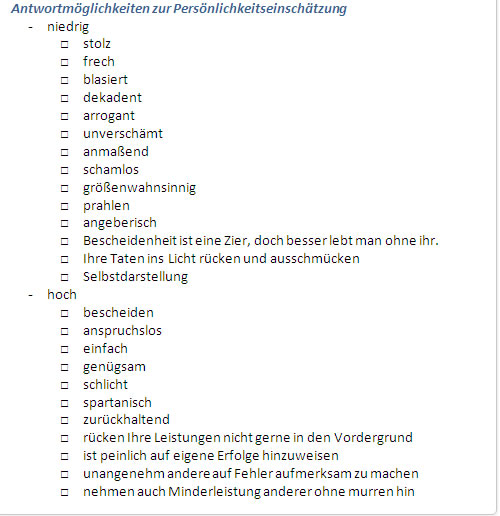 Antwortmöglichkeiten zur Persönlichkeitseinschätzung
- niedrig
□ stolz
□ frech
□ blasiert
□ dekadent
□ arrogant
□ unverschämt
□ anmaßend
□ schamlos
□ größenwahnsinnig
□ prahlen
□ angeberisch
□ Bescheidenheit ist eine Zier, doch besser lebt man ohne ihr.
□ Ihre Taten ins Licht rücken und ausschmücken
□ Selbstdarstellung
- hoch
□ bescheiden
□ anspruchslos
□ einfach
□ genügsam
□ schlicht
□ spartanisch
□ zurückhaltend
□ rücken Ihre Leistungen nicht gerne in den Vordergrund
□ ist peinlich auf eigene Erfolge hinzuweisen
□ unangenehm andere auf Fehler aufmerksam zu machen
□ nehmen auch Minderleistung anderer ohne murren hin